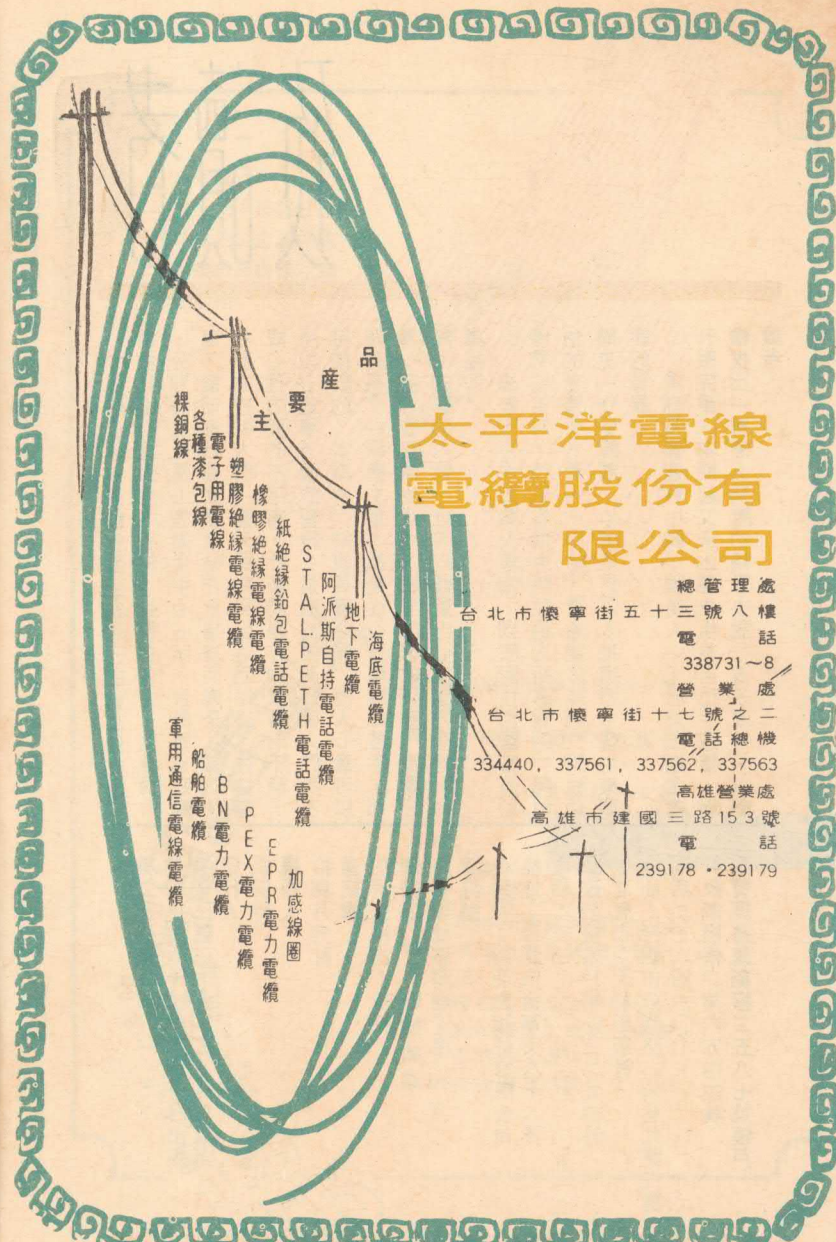 太平洋電線
電纜股份有
限公司
總管理處
台北市懷寧街五十三號八樓
電話
338731~8
營業處
台北市懷寧街十七號之二
電話總機
334440, 337561, 337562, 337563
高雄營業處
高雄市建國三路153號
電話
239178・239179
主要產品
裸銅線
各種漆包線
電子用電線
塑膠絕緣電線電纜
橡膠絕緣電線電纜
紙絕緣鉛包電話電纜
STALPETH電話電纜
阿派斯自持電話電纜
地下電纜
海底電纜
軍用通信電線電纜
船舶電纜
BN電力電纜
PEX電力電纜
EPR電力電纜
加感線圈